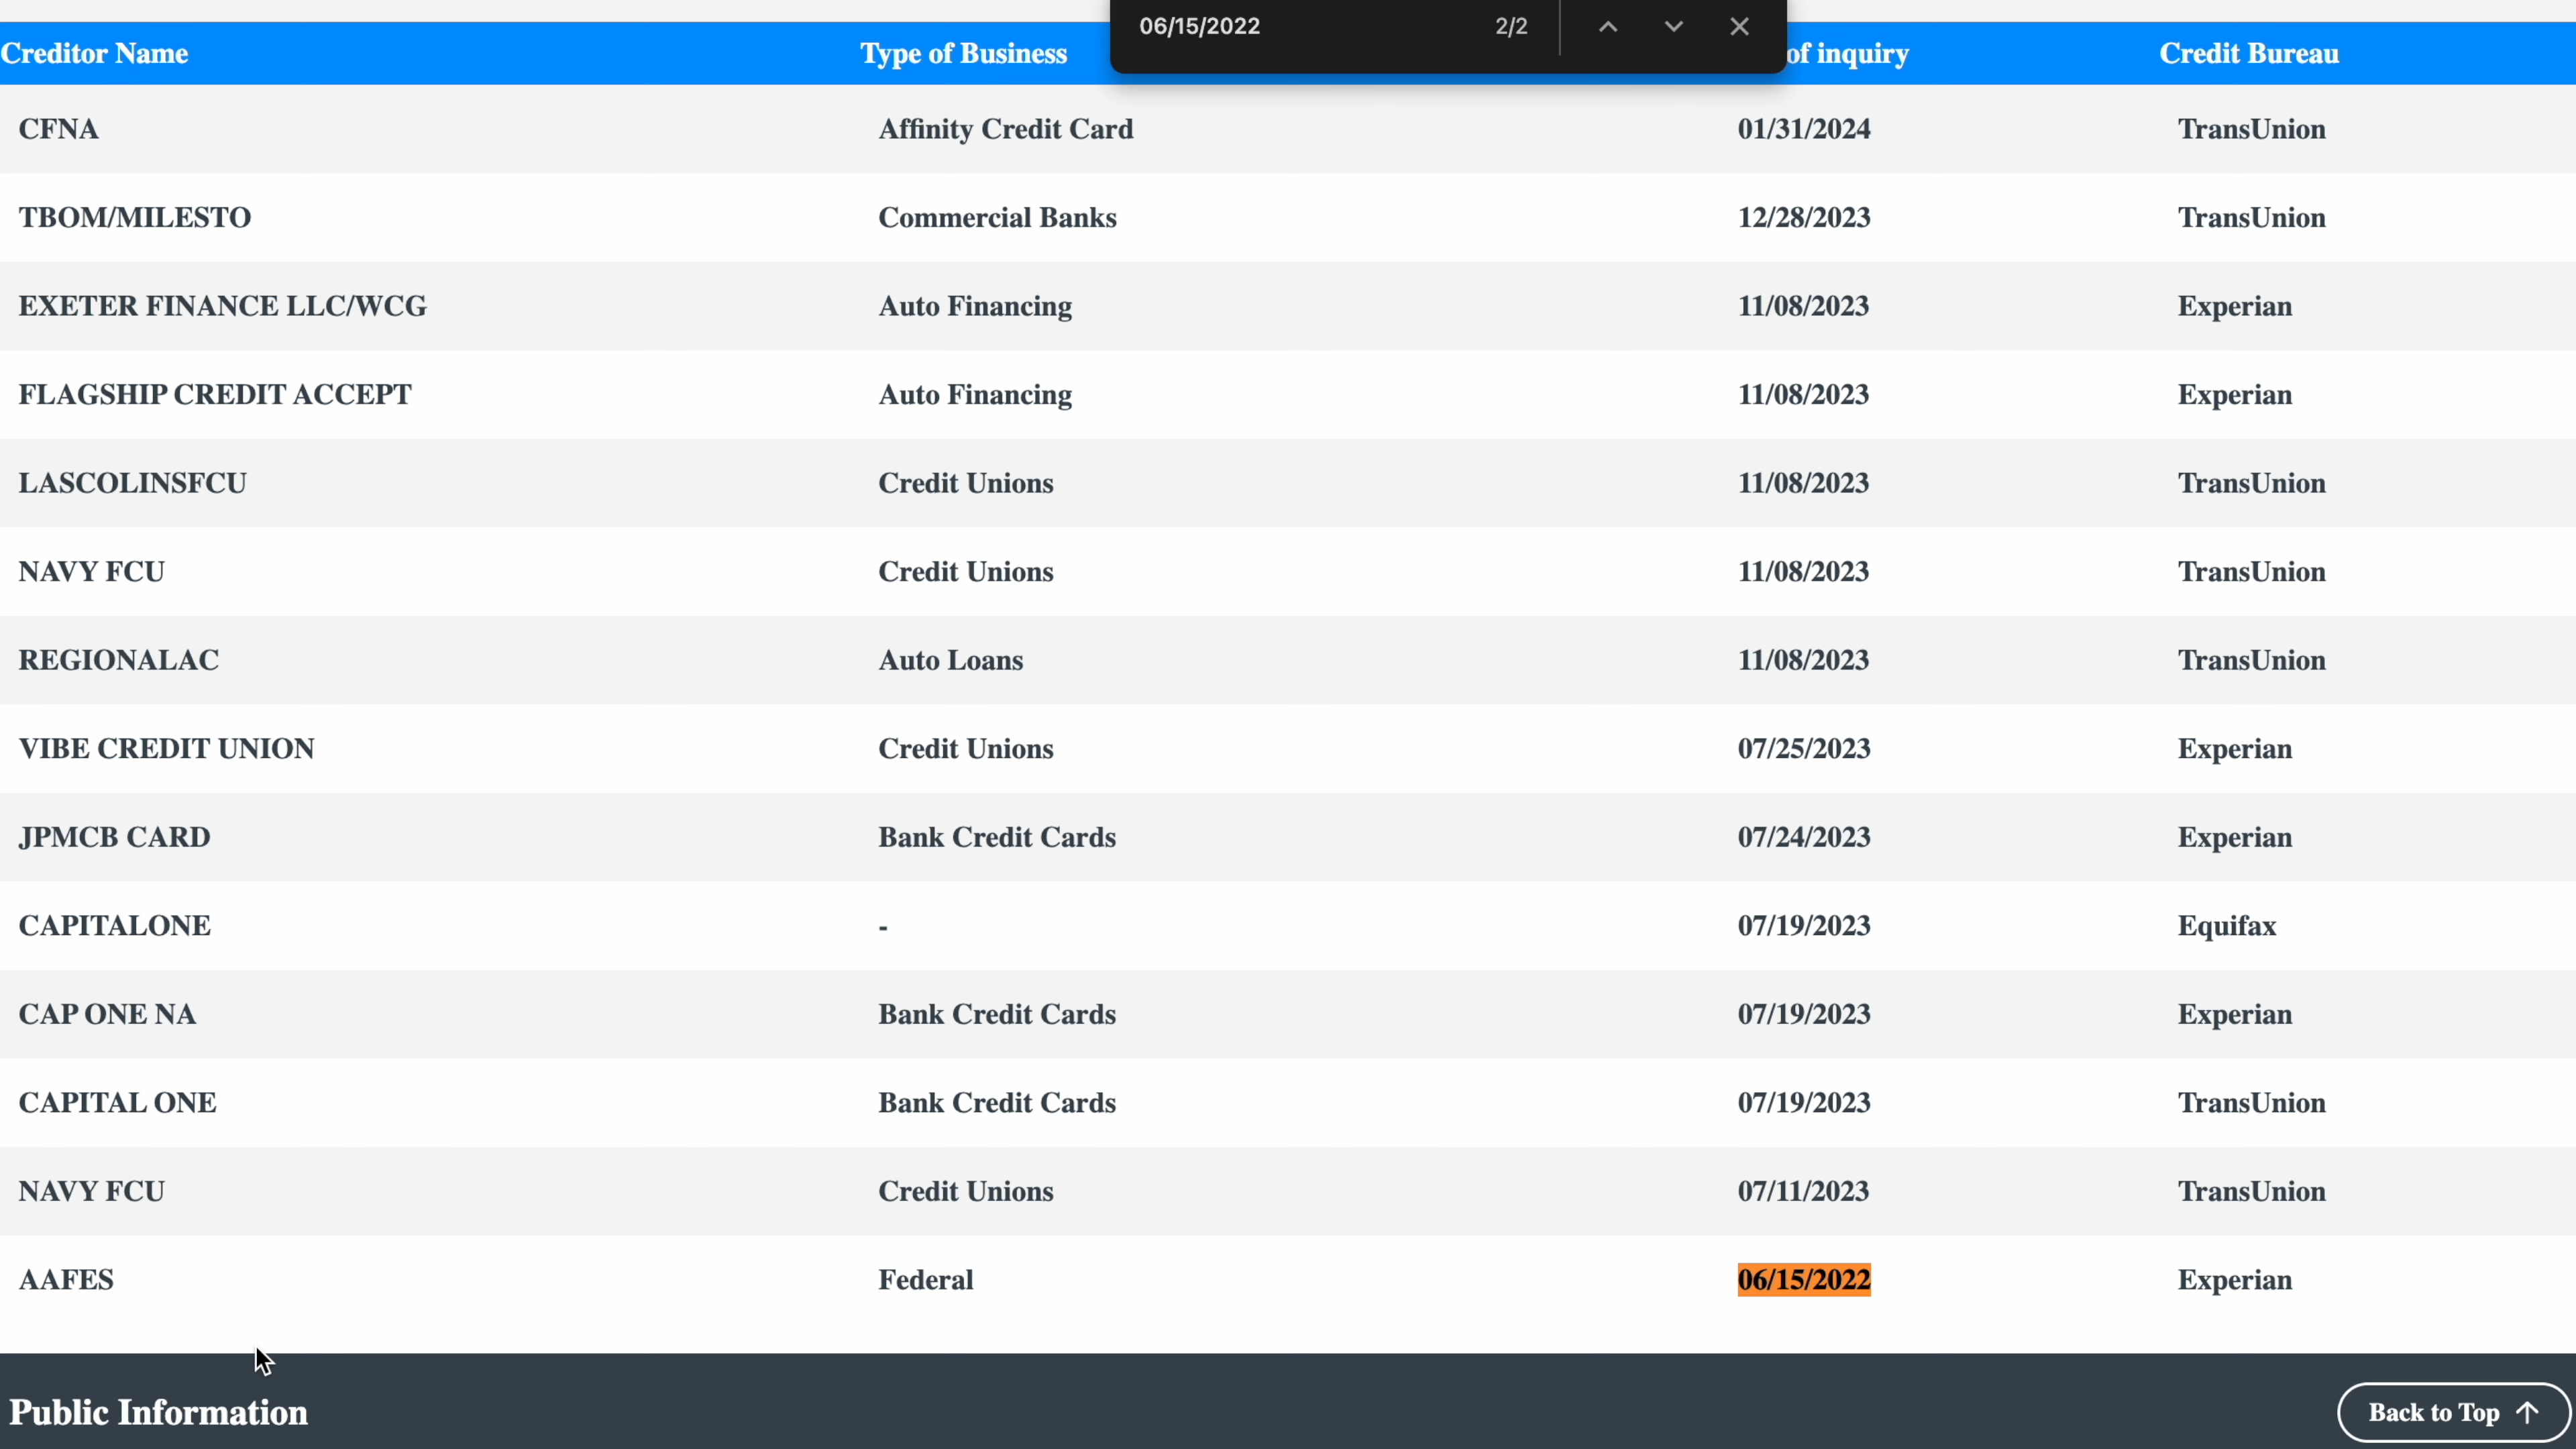 06/15/2022 2/2
Creditor Name Type of Business of inquiry Credit Bureau
CFNA Affinity Credit Card 01/31/2024 TransUnion
TBOM/MILESTO Commercial Banks 12/28/2023 TransUnion
EXETER FINANCE LLC/WCG Auto Financing 11/08/2023 Experian
FLAGSHIP CREDIT ACCEPT Auto Financing 11/08/2023 Experian
LASCOLINSFCU Credit Unions 11/08/2023 TransUnion
NAVY FCU Credit Unions 11/08/2023 TransUnion
REGIONALAC Auto Loans 11/08/2023 TransUnion
VIBE CREDIT UNION Credit Unions 07/25/2023 Experian
JPMCB CARD Bank Credit Cards 07/24/2023 Experian
CAPITALONE - 07/19/2023 Equifax
CAP ONE NA Bank Credit Cards 07/19/2023 Experian
CAPITAL ONE Bank Credit Cards 07/19/2023 TransUnion
NAVY FCU Credit Unions 07/11/2023 TransUnion
AAFES Federal 06/15/2022 Experian
Public Information Back to Top ↑